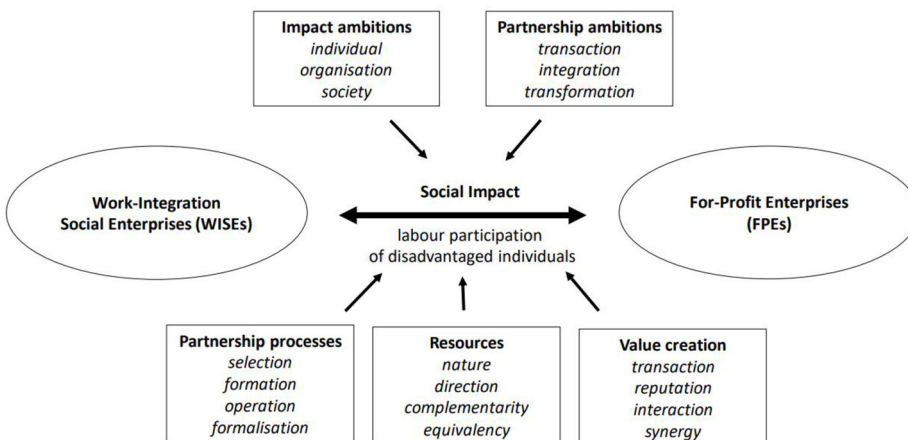 Impact ambitions
individual
organisation
society
Partnership ambitions
transaction
integration
transformation
Work-Integration
Social Enterprises (WISEs)
Social Impact
labour participation
of disadvantaged individuals
For-Profit Enterprises
(FPEs)
Partnership processes
selection
formation
operation
formalisation
Resources
nature
direction
complementarity
equivalency
Value creation
transaction
reputation
interaction
synergy